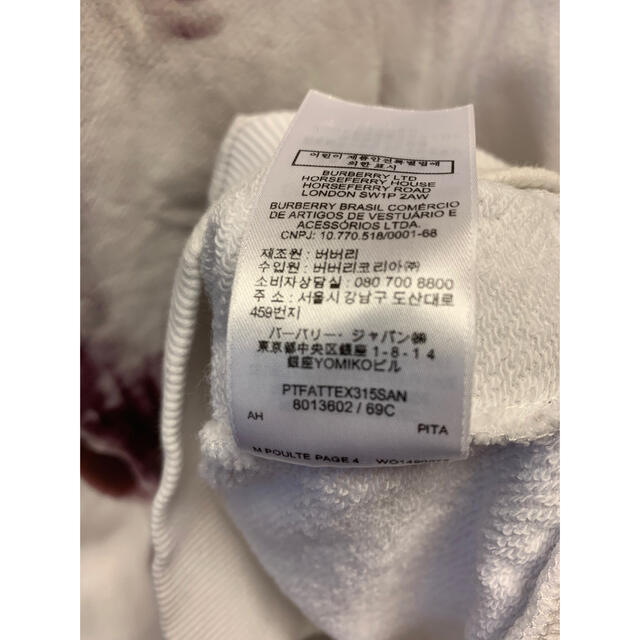 어린이 제품안전특별법에
의한 표시
BURBERRY LTD
HORSEFERRY HOUSE
HORSEFERRY ROAD
LONDON SW1P 2AW
BURBERRY BRASIL COMÉRCIO
DE ARTIGOS DE VESTUÁRIO E
ACESSÓRIOS LTDA.
CNPJ: 10.770.518/0001-68
제조원 : 버버리
수입원 : 버버리코리아㈜
소비자상담실 : 080 700 8800
주 소 : 서울시 강남구 도산대로
459번지
バーバリー・ジャパン㈱
東京都中央区銀座1-8-14
銀座YOMIKOビル
PTFATTEX315SAN
8013602 / 69C
AH PITA
M POULTE PAGE 4